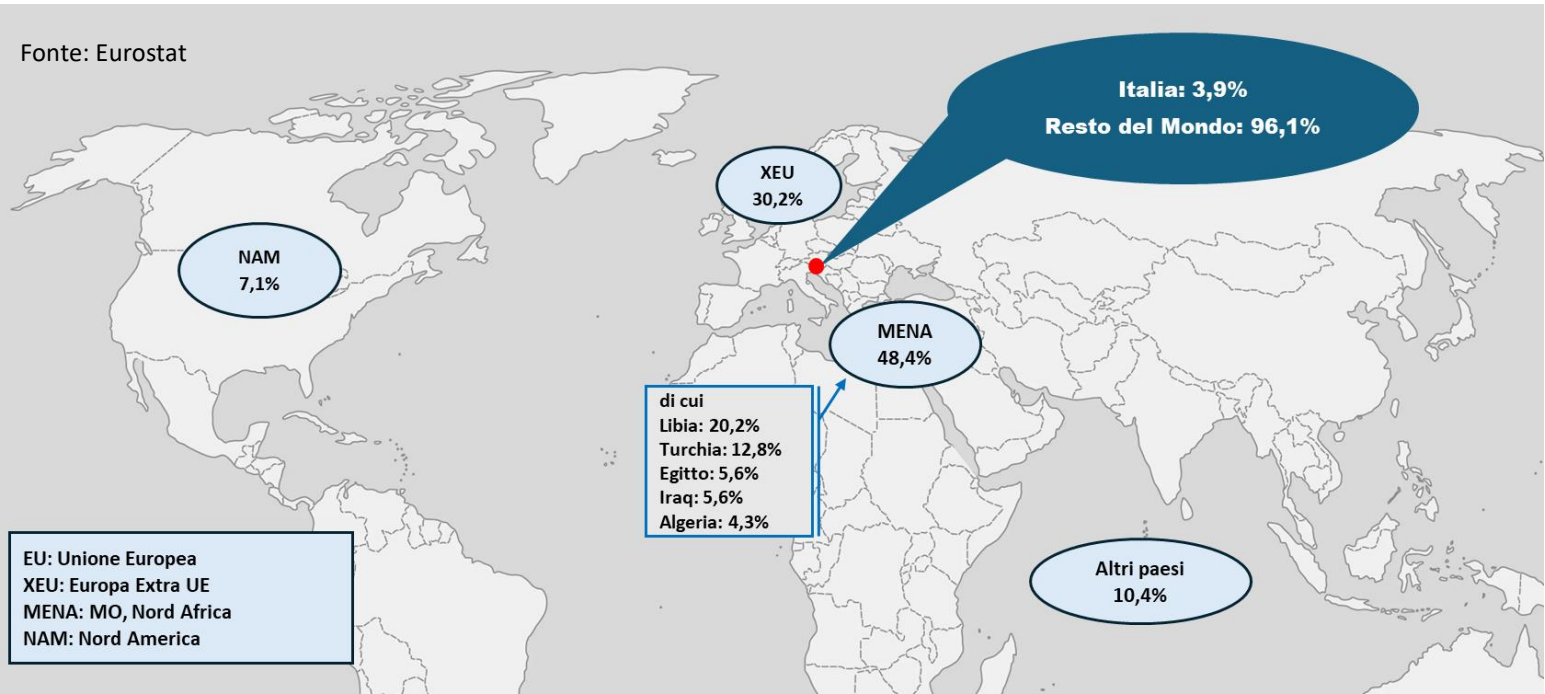 Fonte: Eurostat
Italia: 3,9%
Resto del Mondo: 96,1%
XEU
30,2%
NAM
7,1%
MENA
48,4%
di cui
Libia: 20,2%
Turchia: 12,8%
Egitto: 5,6%
Iraq: 5,6%
Algeria: 4,3%
Altri paesi
10,4%
EU: Unione Europea
XEU: Europa Extra UE
MENA: MO, Nord Africa
NAM: Nord America